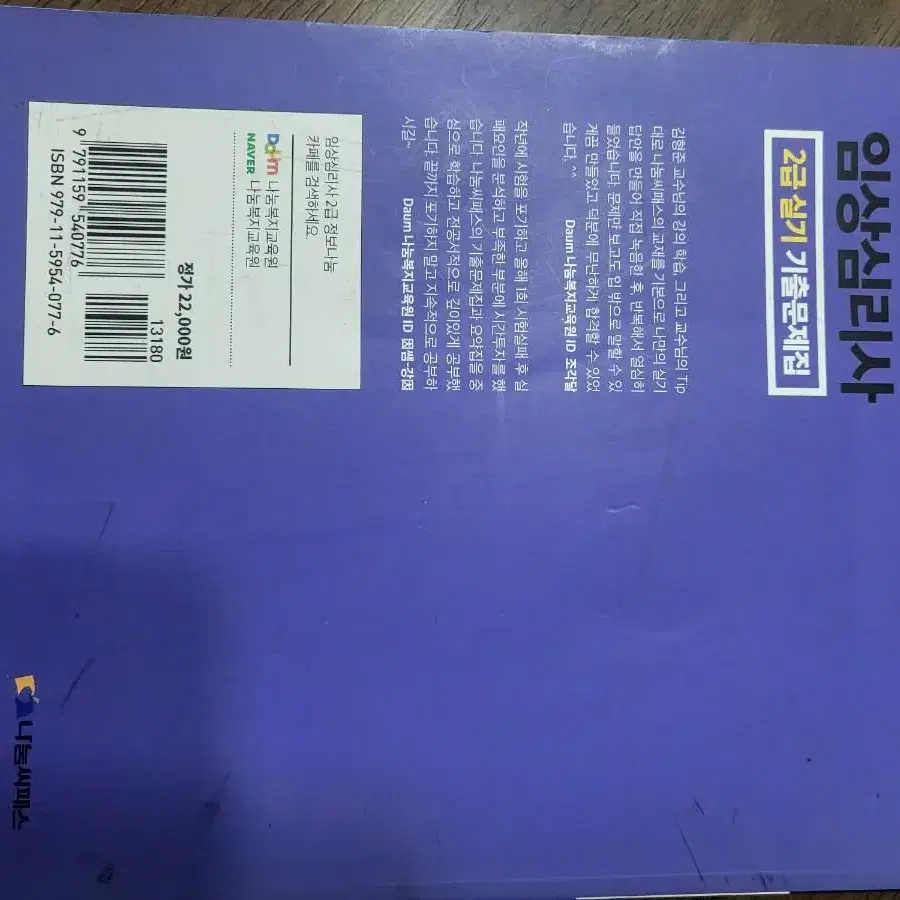 임상심리사
2급 실기 기출문제집
김형준 교수님의 강의 학습, 그리고 교수님의 Tip
대로 나눔씨패스의 교재를 기본으로 나만의 실기
답안을 만들어 직접 녹음한 후 반복해서 열심히
들었습니다. 문제만 보고도 입 밖으로 말할 수 있
게끔 만들었고 덕분에 무난하게 합격할 수 있었
습니다. ^^
Daum 나눔복지교육원 ID 조각달
작년에 시험을 포기하고 올해 1회 시험실패 후 실
패요인을 분석하고 부족한 부분에 시간투자를 했
습니다. 나눔씨패스의 기출문제집과 요약집을 중
심으로 학습하고 전공서적으로 깊이있게 공부했
습니다. 끝까지 포기하지 말고 지속적으로 공부하
시길~
Daum 나눔복지교육원 ID 困쌤-강困
임상심리사 2급 정보나눔
카페를 검색하세요.
Daum 나눔복지교육원
NAVER 나눔복지교육원
정가 22,000원
13180
9 791159 540776
ISBN 979-11-5954-077-6
나눔씨패스